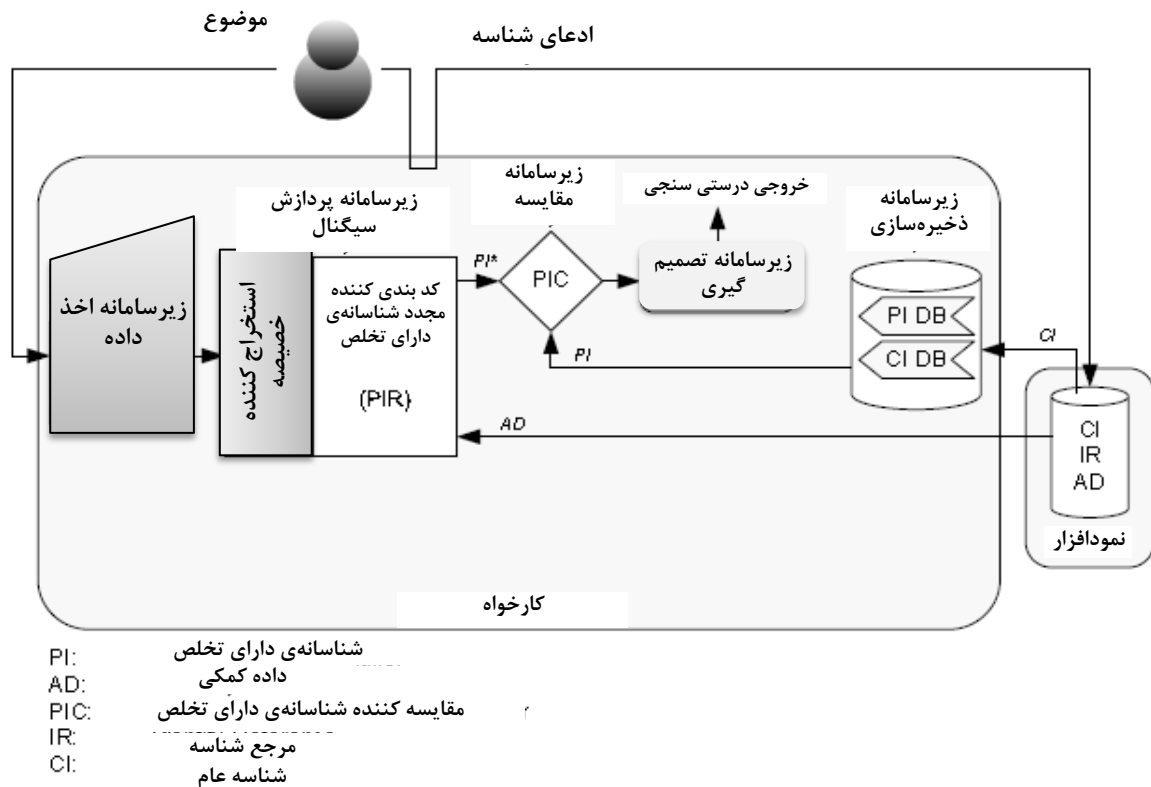 موضوع
ادعای شناسه
زیرسامانه اخذ
داده
زیرسامانه پردازش
سیگنال
استخراج کننده
خصیصه
کد بندی کننده
مجدد شناسانه‌ی
دارای تخلص
(PIR)
PI*
زیرسامانه
مقایسه
PIC
خروجی درستی سنجی
زیرسامانه تصمیم
گیری
PI
AD
زیرسامانه
ذخیره‌سازی
PI DB
CI DB
CI
CI
IR
AD
نمودافزار
کارخواه
PI: شناسانه‌ی دارای تخلص
AD: داده کمکی
PIC: مقایسه کننده شناسانه‌ی دارای تخلص
IR: مرجع شناسه
CI: شناسه عام